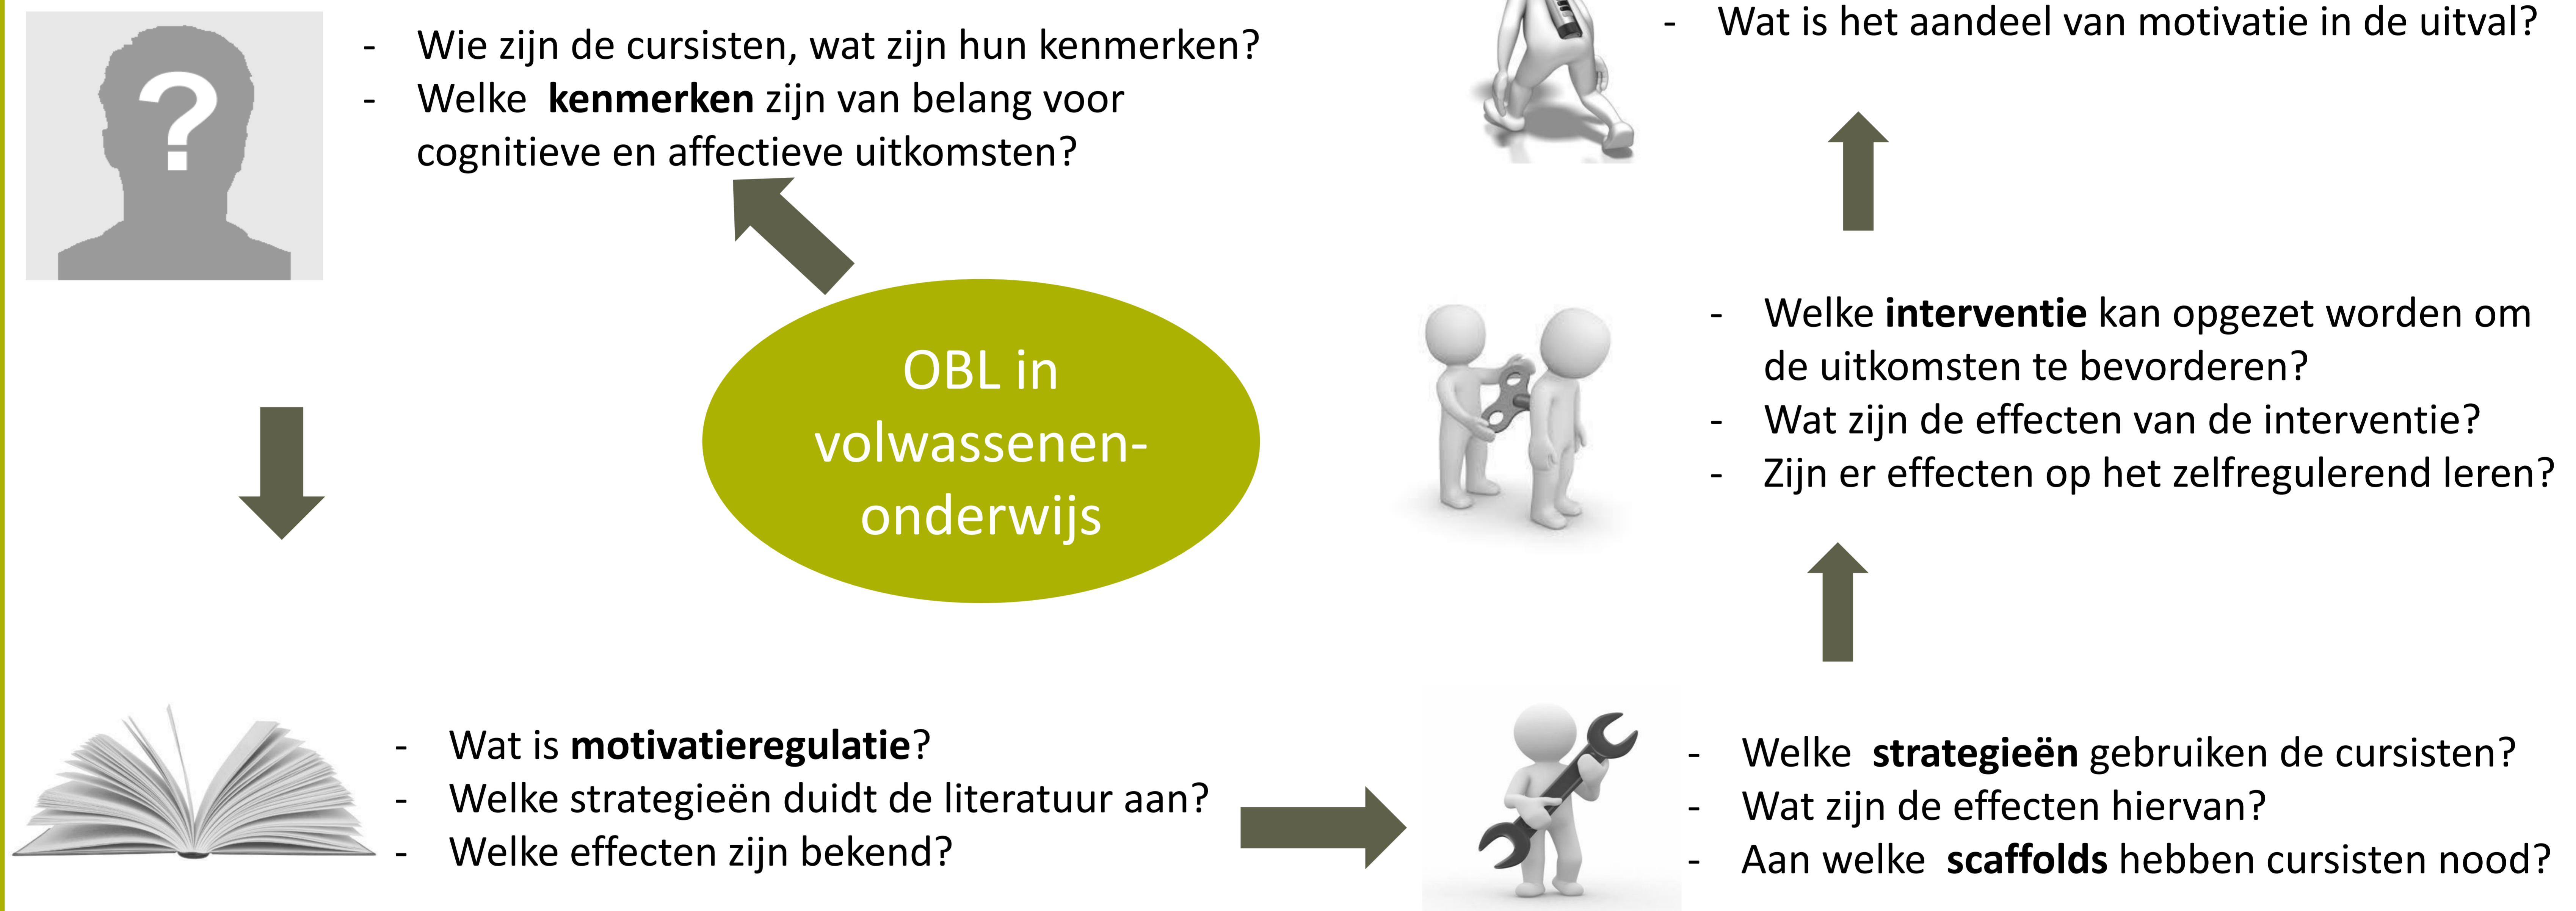 - Wie zijn de cursisten, wat zijn hun kenmerken?
- Welke kenmerken zijn van belang voor
cognitieve en affectieve uitkomsten?
OBL in
volwassenen-
onderwijs
- Wat is motivatieregulatie?
- Welke strategieën duidt de literatuur aan?
- Welke effecten zijn bekend?
- Welke strategieën gebruiken de cursisten?
- Wat zijn de effecten hiervan?
- Aan welke scaffolds hebben cursisten nood?
- Welke interventie kan opgezet worden om
de uitkomsten te bevorderen?
- Wat zijn de effecten van de interventie?
- Zijn er effecten op het zelfregulerend leren?
- Wat is het aandeel van motivatie in de uitval?